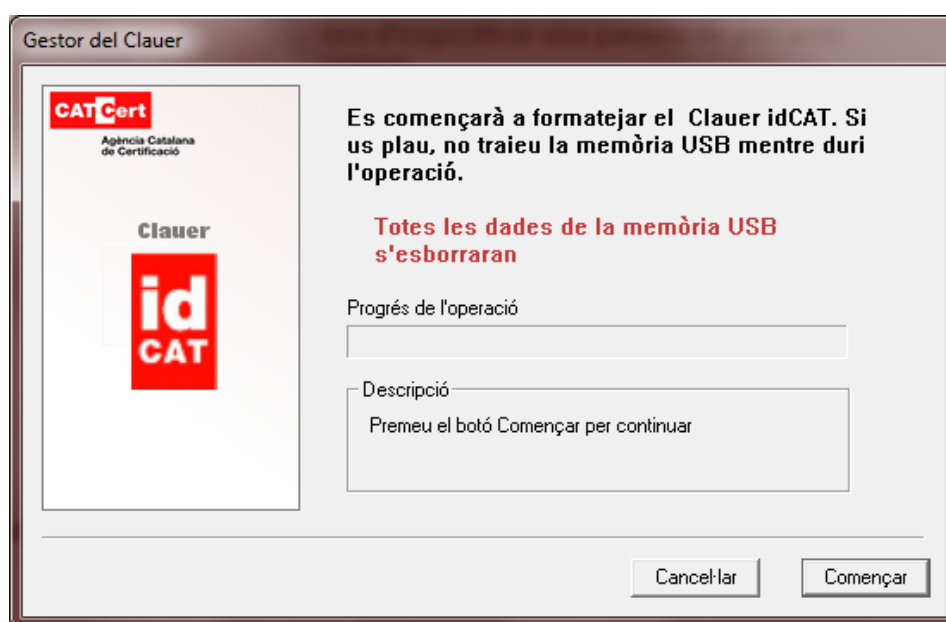 Gestor del Clauer
CATCert
Agència Catalana
de Certificació
Clauer
id
CAT
Es començarà a formatejar el Clauer idCAT. Si
us plau, no traieu la memòria USB mentre duri
l'operació.
Totes les dades de la memòria USB
s'esborraran
Progrés de l'operació
Descripció
Premeu el botó Començar per continuar
Cancel·lar
Començar